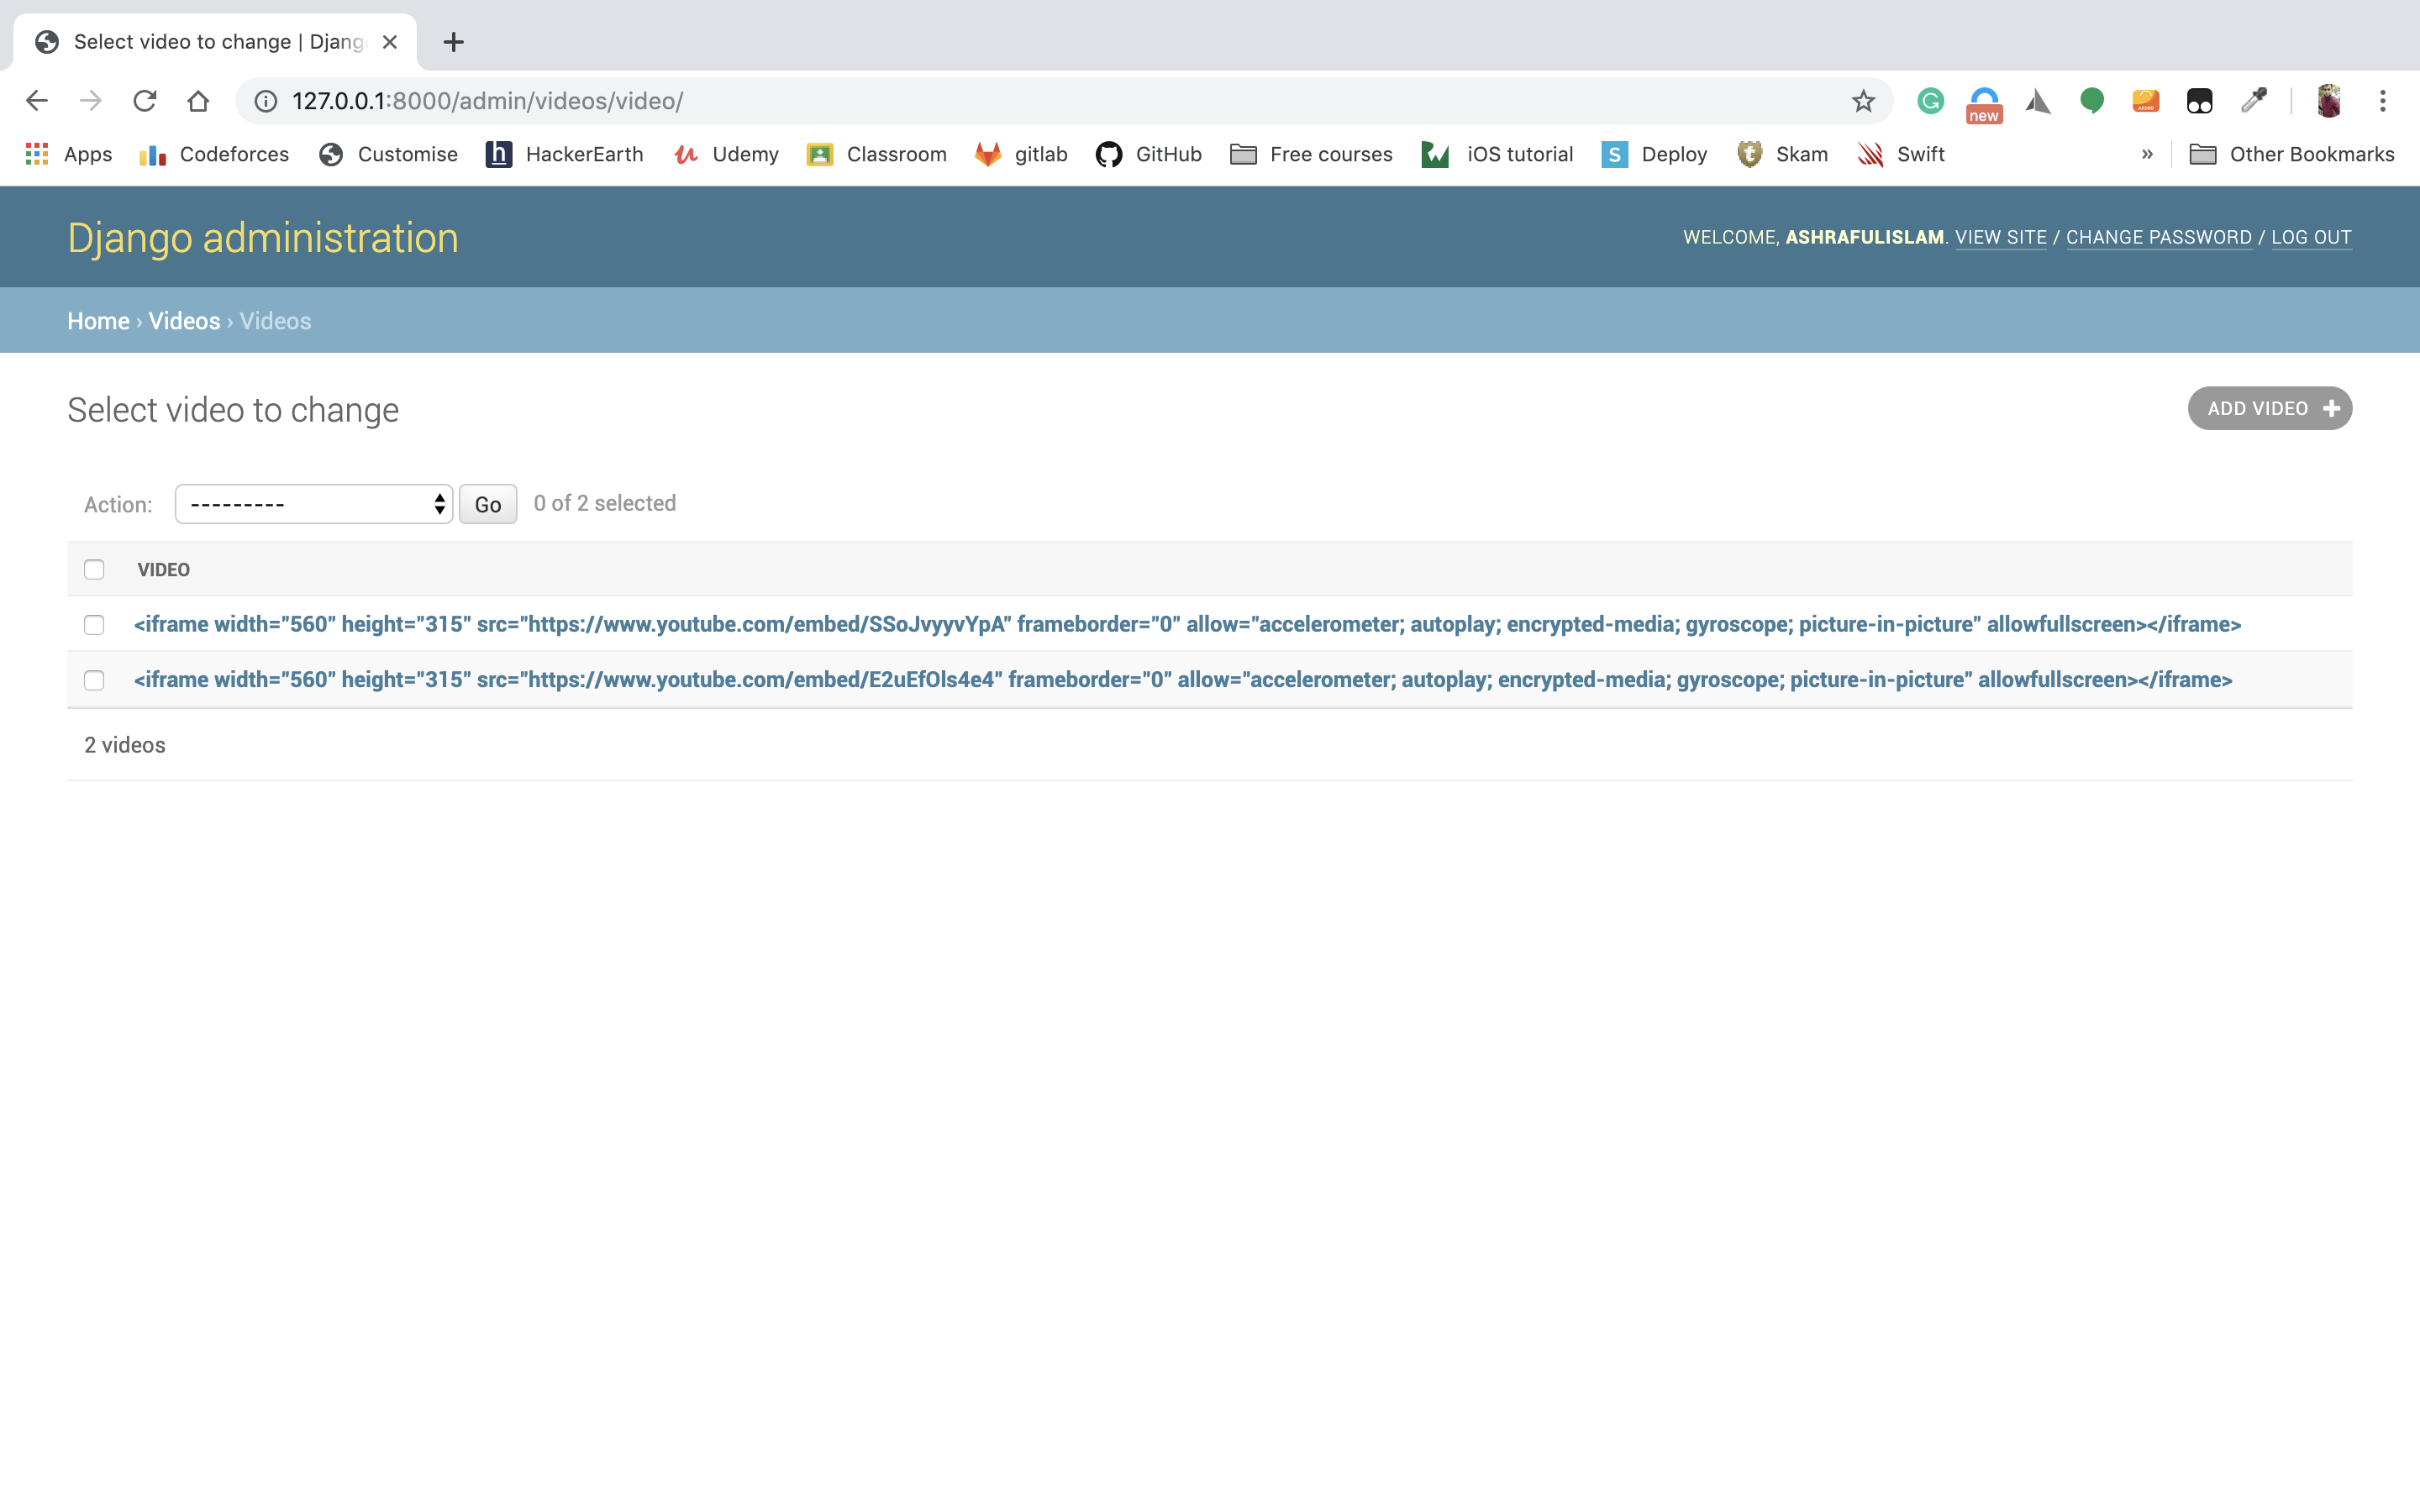 Select video to change | Djang
127.0.0.1:8000/admin/videos/video/
new
Apps Codeforces Customise HackerEarth Udemy Classroom gitlab GitHub Free courses iOS tutorial Deploy Skam Swift » Other Bookmarks
Django administration
WELCOME, ASHRAFULISLAM. VIEW SITE / CHANGE PASSWORD / LOG OUT
Home › Videos › Videos
Select video to change
ADD VIDEO +
Action: --------- Go 0 of 2 selected
VIDEO
<iframe width="560" height="315" src="https://www.youtube.com/embed/SSoJvyyvYpA" frameborder="0" allow="accelerometer; autoplay; encrypted-media; gyroscope; picture-in-picture" allowfullscreen></iframe>
<iframe width="560" height="315" src="https://www.youtube.com/embed/E2uEfOls4e4" frameborder="0" allow="accelerometer; autoplay; encrypted-media; gyroscope; picture-in-picture" allowfullscreen></iframe>
2 videos